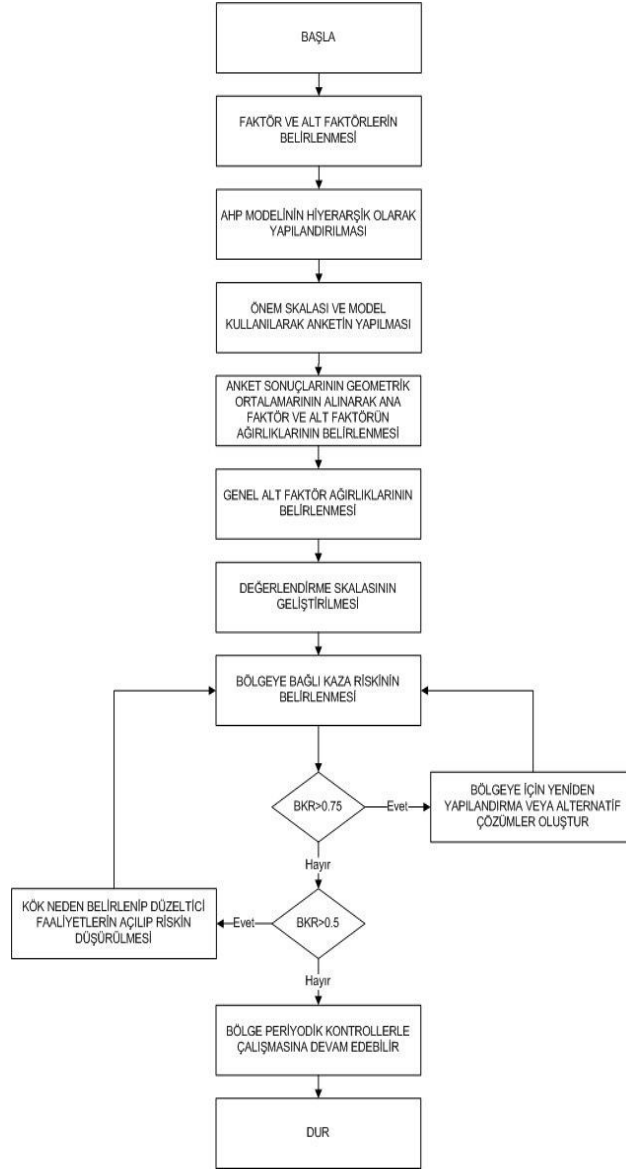 BAŞLA
FAKTÖR VE ALT FAKTÖRLERİN
BELİRLENMESİ
AHP MODELİNİN HİYERARŞİK OLARAK
YAPILANDIRILMASI
ÖNEM SKALASI VE MODEL
KULLANILARAK ANKETİN YAPILMASI
ANKET SONUÇLARININ GEOMETRİK
ORTALAMARININ ALINARAK ANA
FAKTÖR VE ALT FAKTÖRÜN
AĞIRLIKLARININ BELİRLENMESİ
GENEL ALT FAKTÖR AĞIRLIKLARININ
BELİRLENMESİ
DEĞERLENDİRME SKALASININ
GELİŞTİRİLMESİ
BÖLGEYE BAĞLI KAZA RİSKİNİN
BELİRLENMESİ
BKR>0.75
Evet
BÖLGEYE İÇİN YENİDEN
YAPILANDIRMA VEYA ALTERNATİF
ÇÖZÜMLER OLUŞTUR
Hayır
BKR>0.5
Evet
KÖK NEDEN BELİRLENİP DÜZELTİCİ
FAALİYETLERİN AÇILIP RİSKİN
DÜŞÜRÜLMESİ
Hayır
BÖLGE PERİYODİK KONTROLLERLE
ÇALIŞMASINA DEVAM EDEBİLİR
DUR